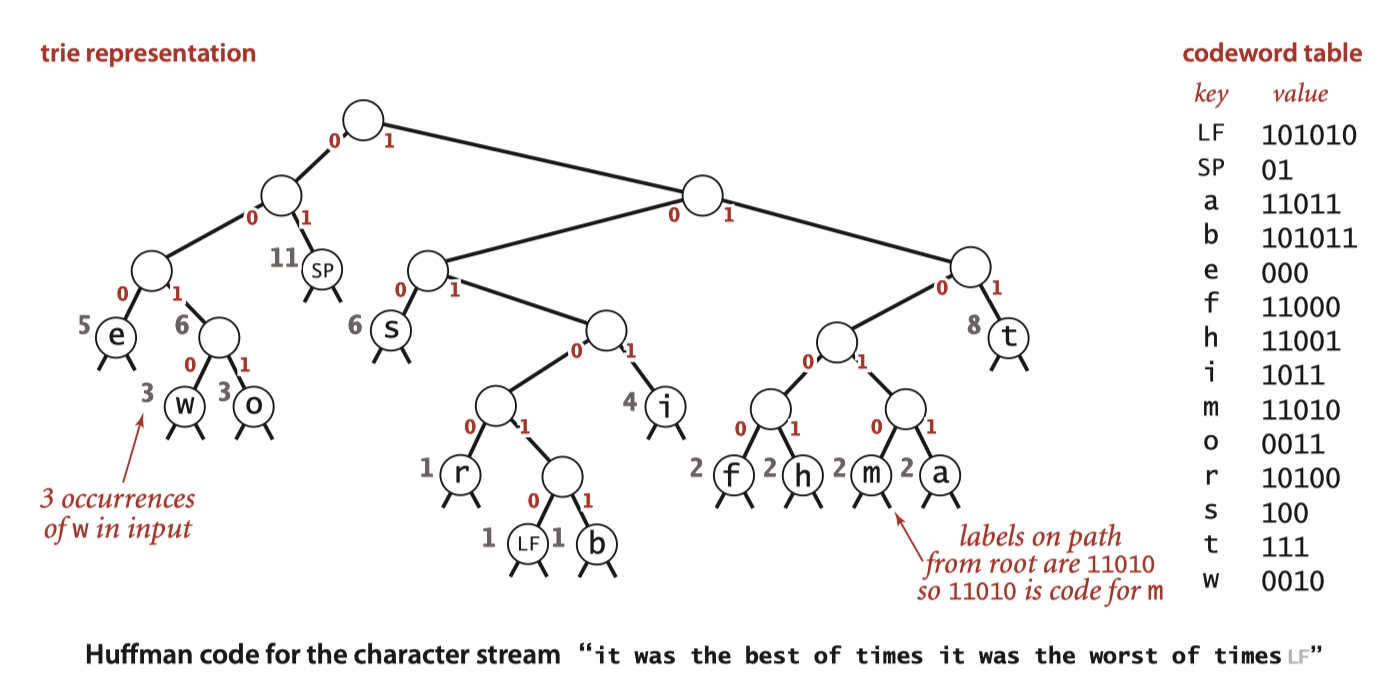 trie representation
codeword table
key value
LF 101010
SP 01
a 11011
b 101011
e 000
f 11000
h 11001
i 1011
m 11010
o 0011
r 10100
s 100
t 111
w 0010
0 1
0 1
0 1
11 SP
0 1
0 1
0 1
5 e
6
6 s
8 t
0 1
0 1
0 1
3 w
3 o
4 i
0 1
0 1
0 1
1 r
2 f
2 h
2 m
2 a
0 1
1 LF
1 b
3 occurrences
of w in input
labels on path
from root are 11010
so 11010 is code for m
Huffman code for the character stream “it was the best of times it was the worst of times LF”